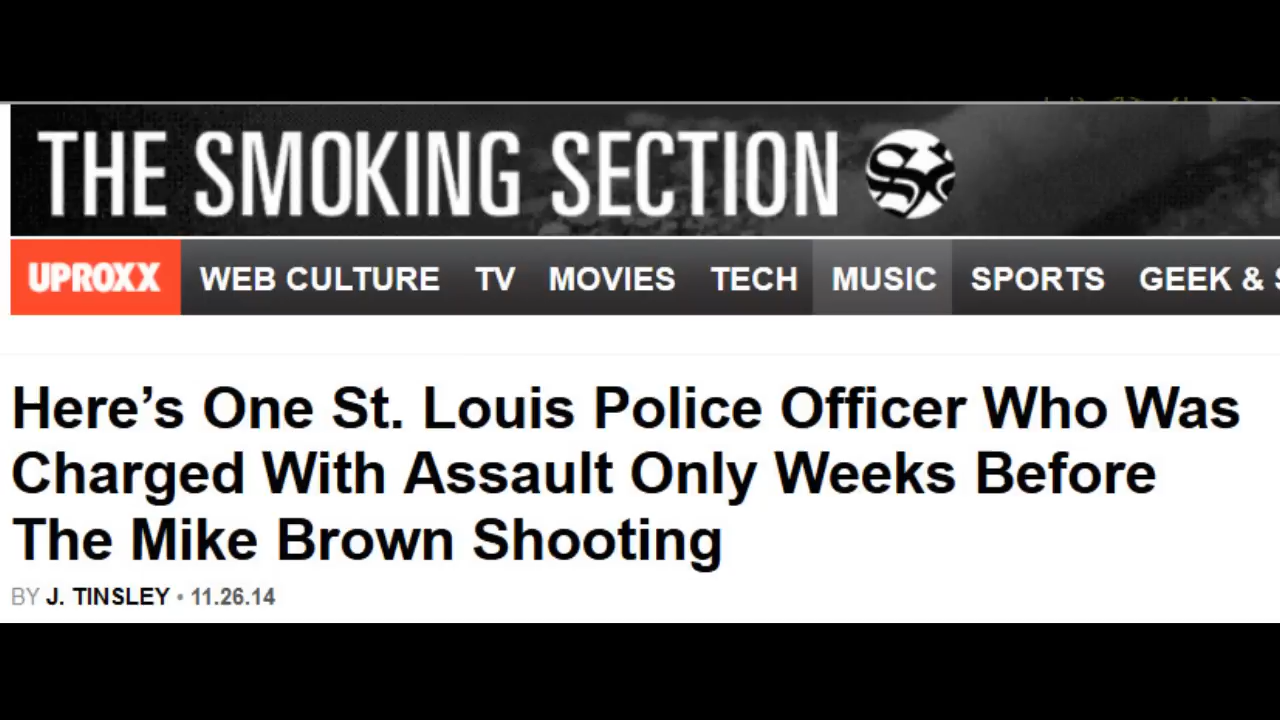 THE SMOKING SECTION
UPROXX WEB CULTURE TV MOVIES TECH MUSIC SPORTS GEEK &
Here’s One St. Louis Police Officer Who Was
Charged With Assault Only Weeks Before
The Mike Brown Shooting
BY J. TINSLEY • 11.26.14